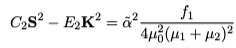 C₂S² − E₂K² = α̃² f₁ / 4μ₀²(μ₁ + μ₂)²